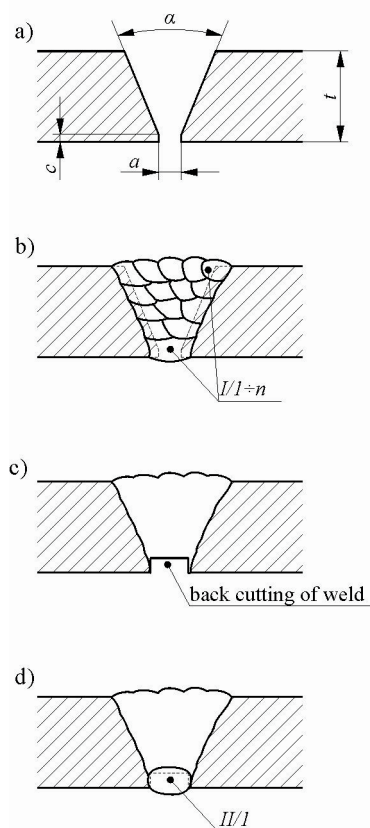 a)
α
t
c
a
b)
I/1÷n
c)
back cutting of weld
d)
II/1